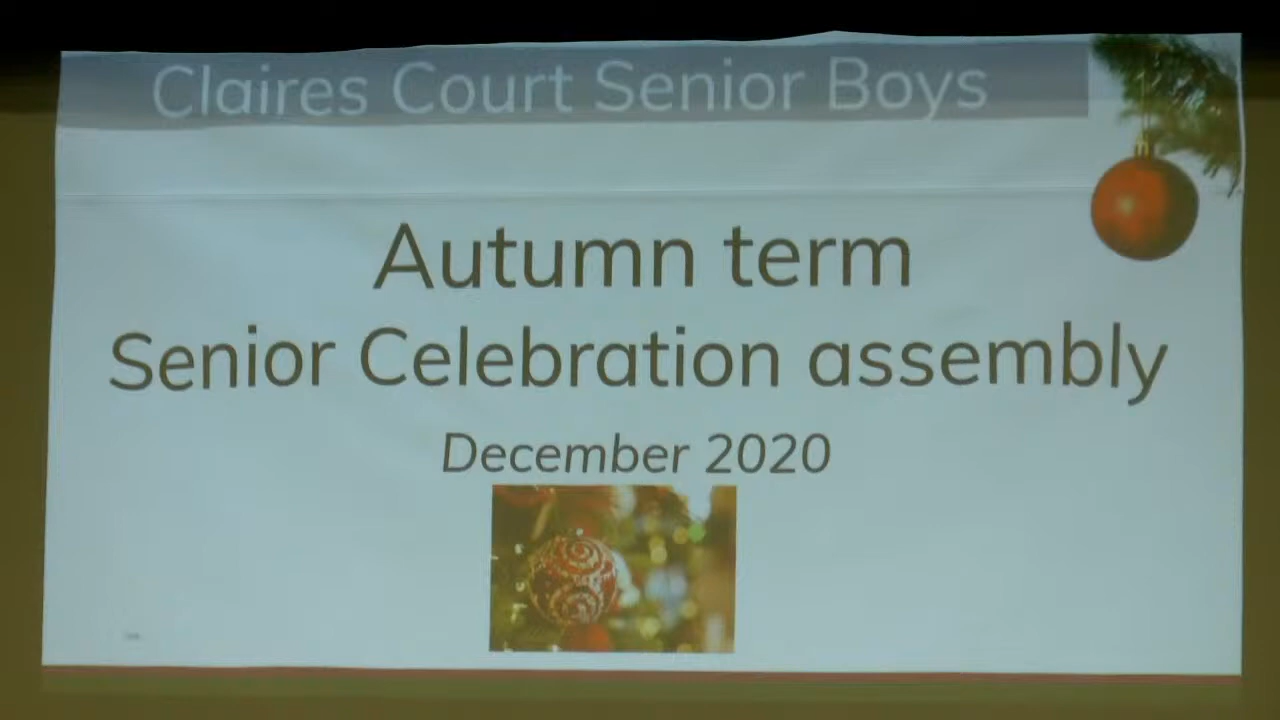 Claires Court Senior Boys
Autumn term
Senior Celebration assembly
December 2020